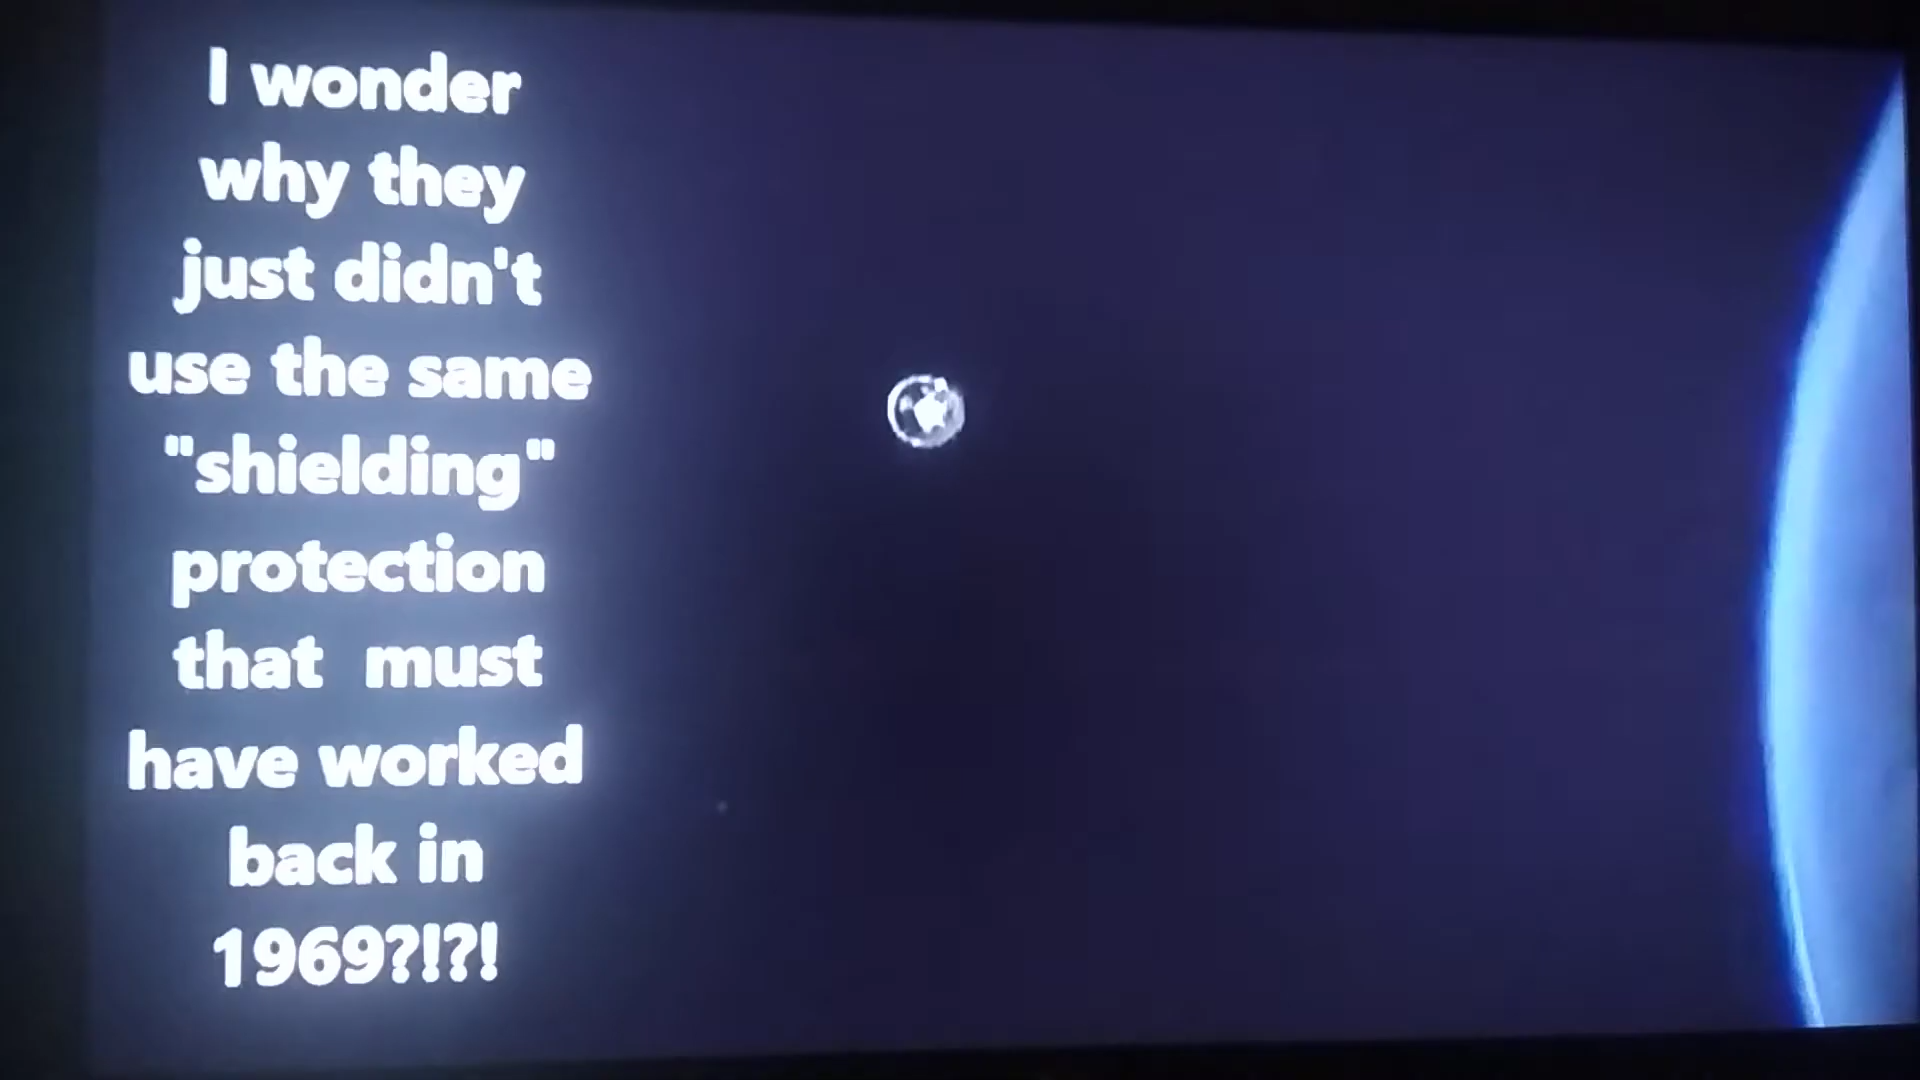 I wonder
why they
just didn't
use the same
"shielding"
protection
that must
have worked
back in
1969?!?!